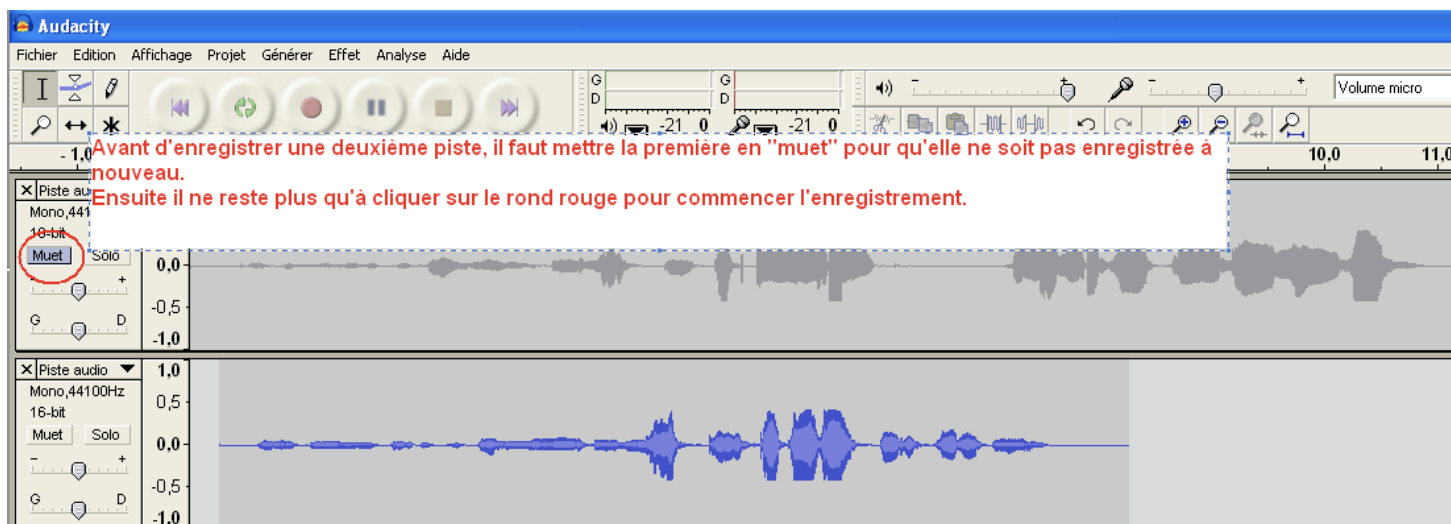 Audacity
Fichier Edition Affichage Projet Générer Effet Analyse Aide
G G
D D
-21 0 -21 0
- + - +
Volume micro
Avant d'enregistrer une deuxième piste, il faut mettre la première en "muet" pour qu'elle ne soit pas enregistrée à
nouveau.
Ensuite il ne reste plus qu'à cliquer sur le rond rouge pour commencer l'enregistrement.
- 1,0 10,0 11,0
Piste au
Mono,441
16-bit
Muet Solo
0,0
- +
-0,5
G D
-1,0
Piste audio 1,0
Mono,44100Hz
0,5
16-bit
Muet Solo
0,0
- +
-0,5
G D
-1,0